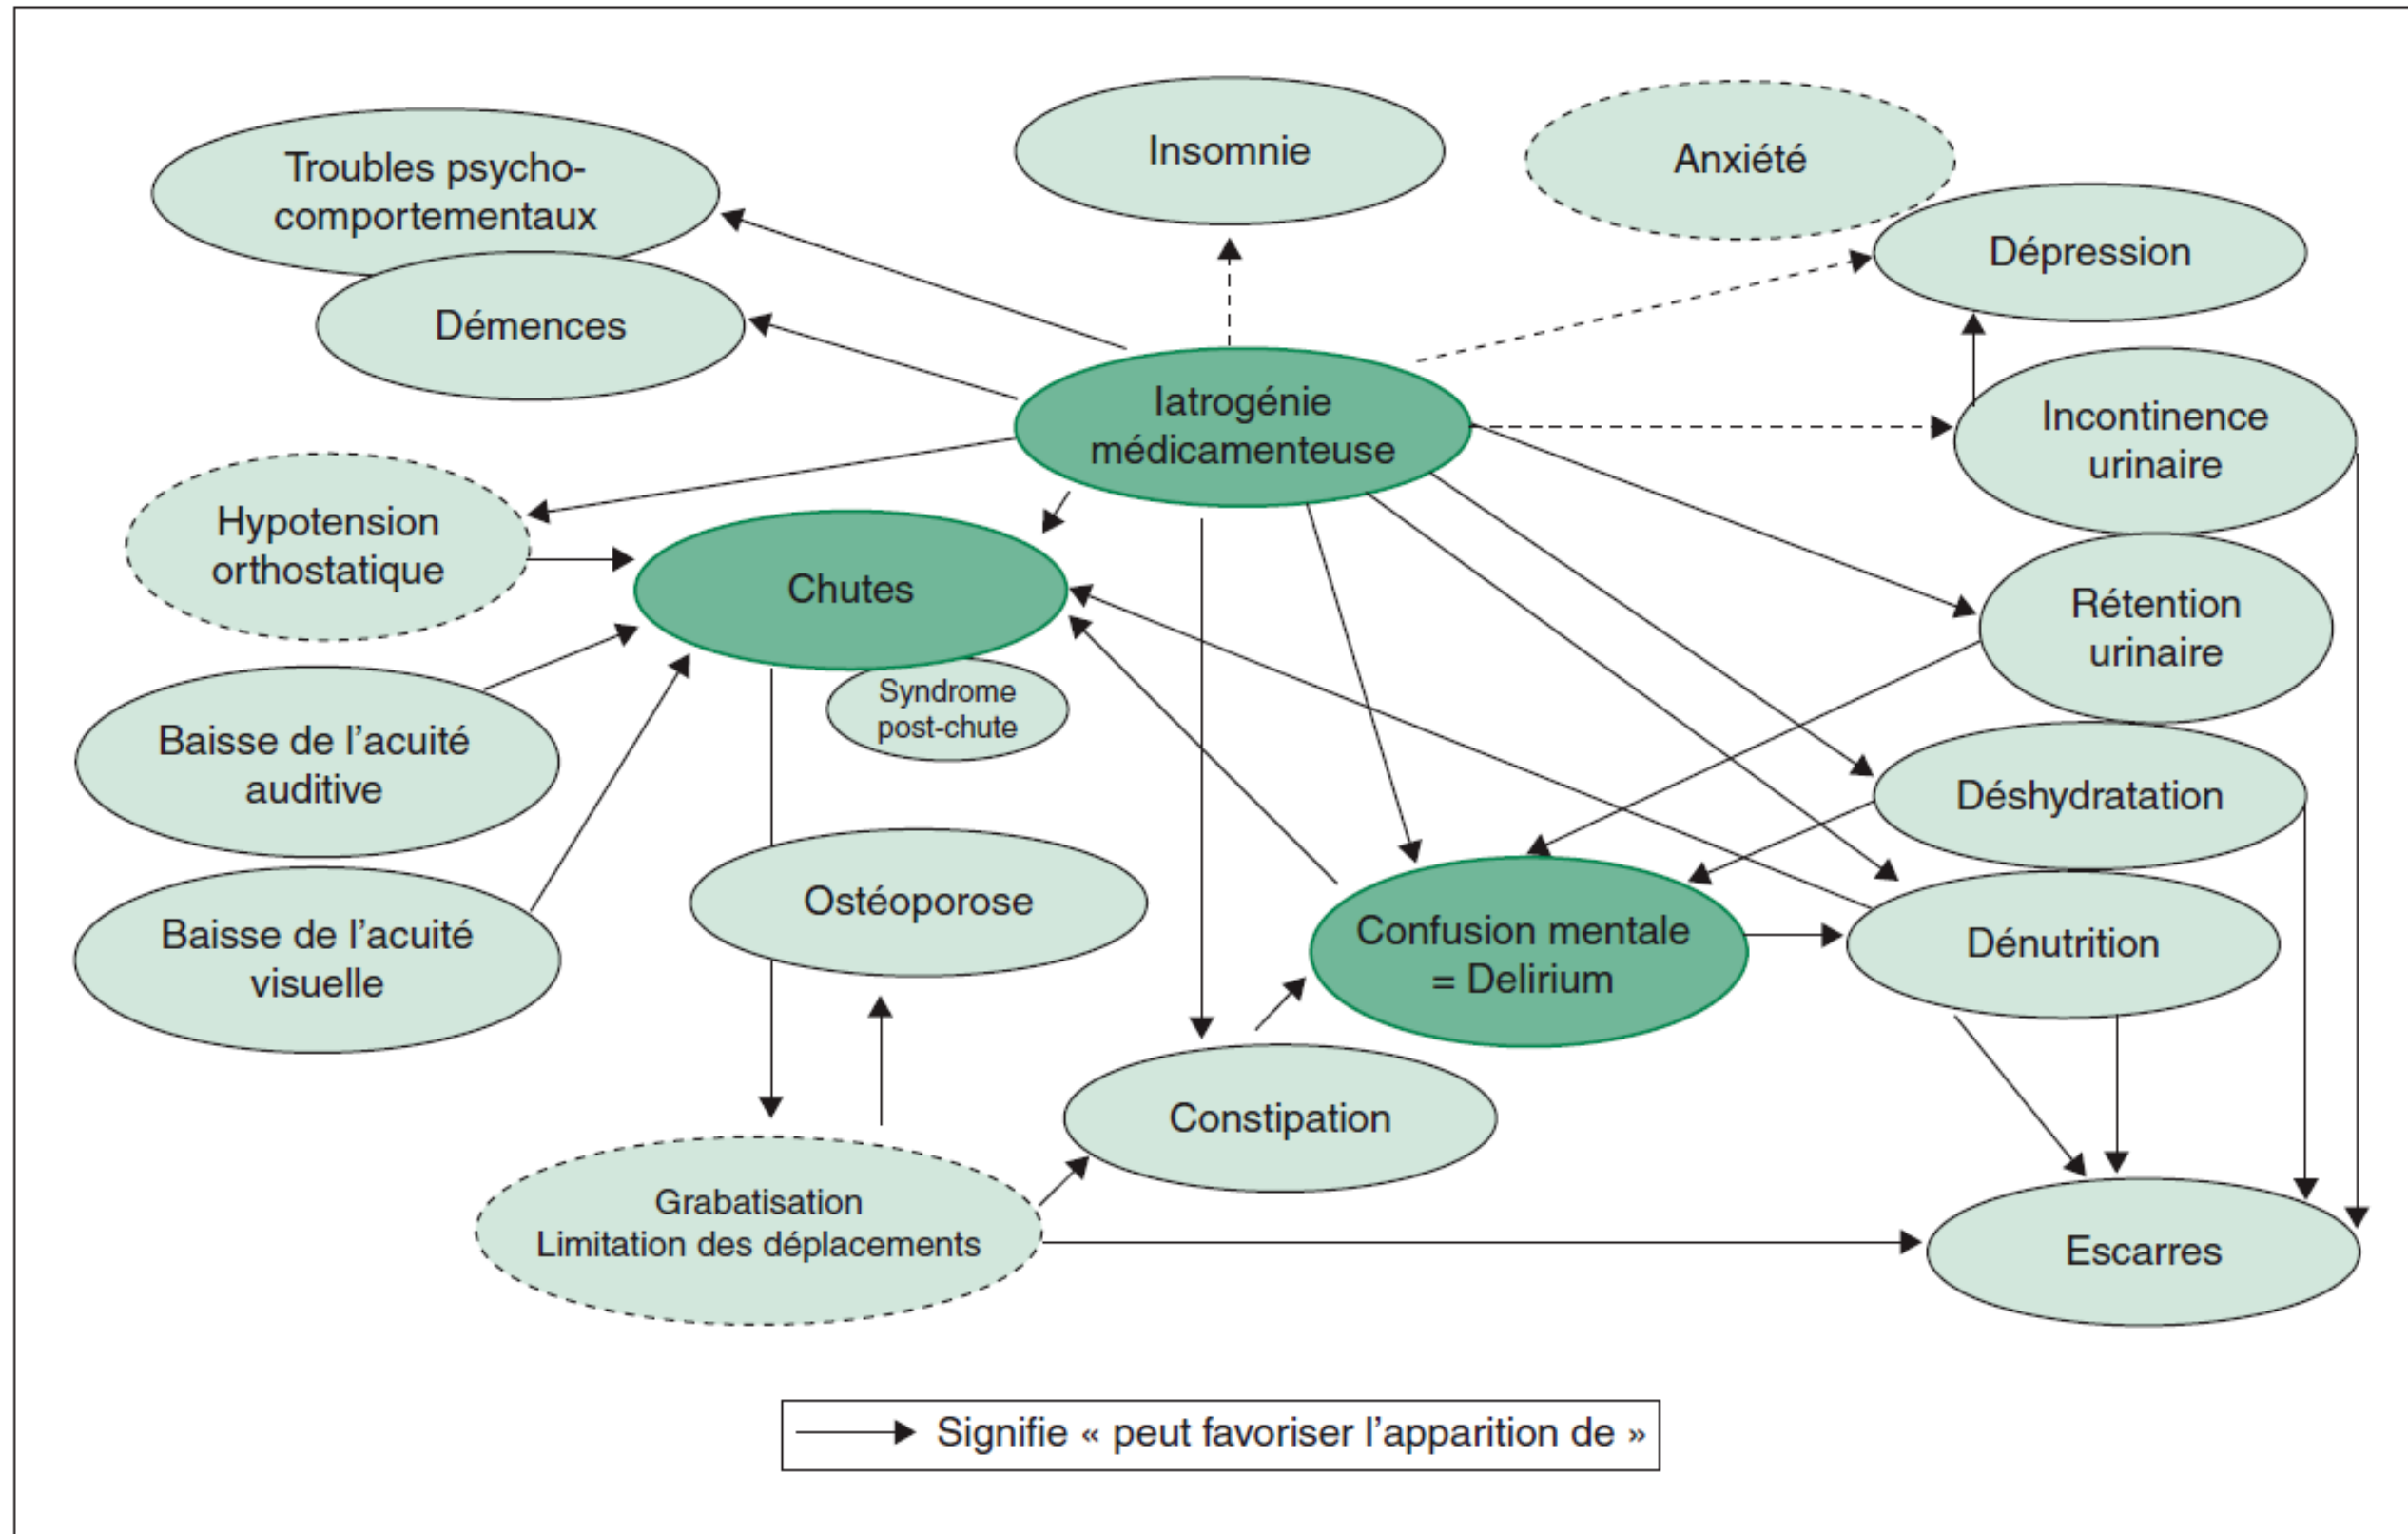 Insomnie
Anxiété
Troubles psycho-
comportementaux
Dépression
Démences
Iatrogénie
médicamenteuse
Incontinence
urinaire
Hypotension
orthostatique
Chutes
Rétention
urinaire
Syndrome
post-chute
Baisse de l’acuité
auditive
Déshydratation
Ostéoporose
Baisse de l’acuité
visuelle
Confusion mentale
= Delirium
Dénutrition
Constipation
Grabatisation
Limitation des déplacements
Escarres
Signifie « peut favoriser l’apparition de »